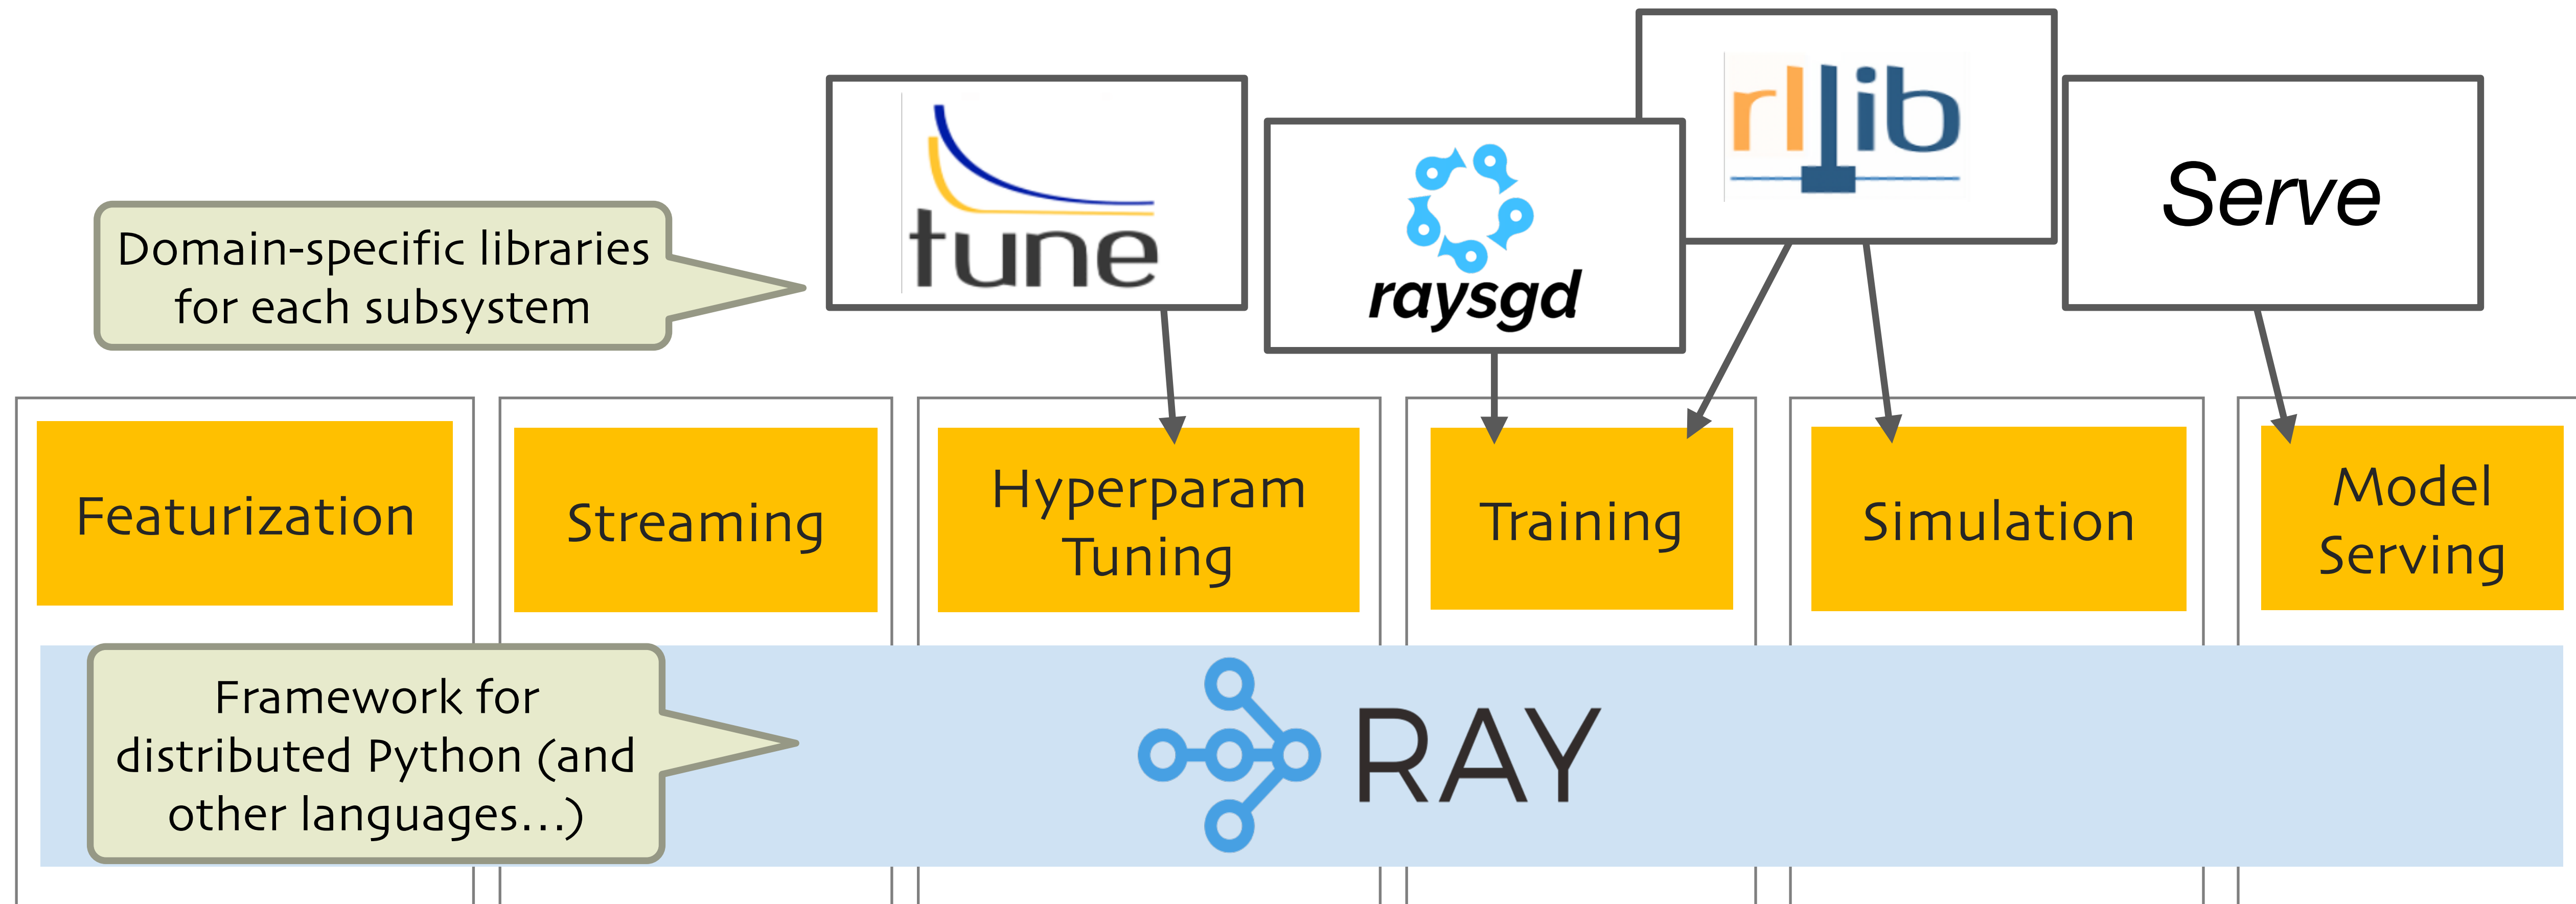 Domain-specific libraries
for each subsystem
tune
raysgd
rllib
Serve
Featurization
Streaming
Hyperparam
Tuning
Training
Simulation
Model
Serving
Framework for
distributed Python (and
other languages...)
RAY